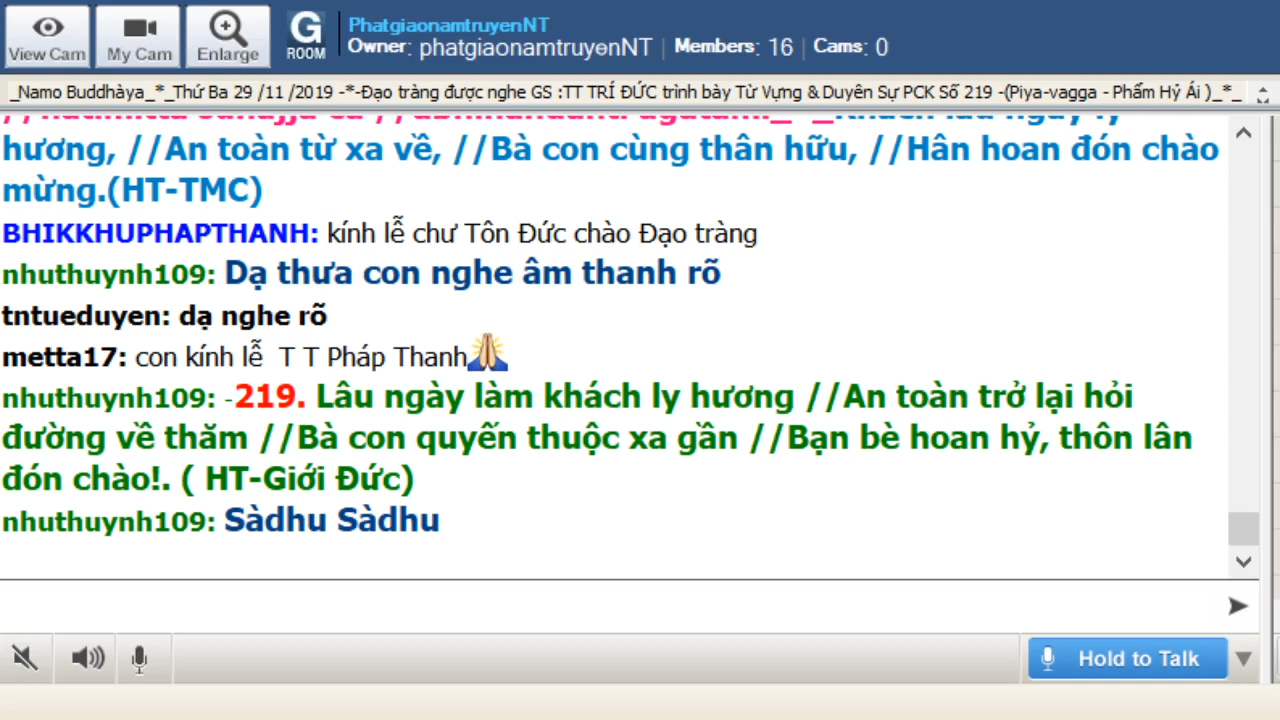 View Cam
My Cam
Enlarge
G
ROOM
PhatgiaonamtruyenNT
Owner: phatgiaonamtruyenNT | Members: 16 | Cams: 0
_Namo Buddhàya_*_Thứ Ba 29 /11 /2019 -*-Đạo tràng được nghe GS :TT TRÍ ĐỨC trình bày Từ Vựng & Duyên Sự PCK Số 219 -(Piya-vagga - Phẩm Hỷ Ái )_*_
hương, //An toàn từ xa về, //Bà con cùng thân hữu, //Hân hoan đón chào
mừng.(HT-TMC)
BHIKKHUPHAPTHANH: kính lễ chư Tôn Đức chào Đạo tràng
nhuthuynh109: Dạ thưa con nghe âm thanh rõ
tntueduyen: dạ nghe rõ
metta17: con kính lễ T T Pháp Thanh🙏
nhuthuynh109: -219. Lâu ngày làm khách ly hương //An toàn trở lại hỏi
đường về thăm //Bà con quyến thuộc xa gần //Bạn bè hoan hỷ, thôn lân
đón chào!. ( HT-Giới Đức)
nhuthuynh109: Sàdhu Sàdhu
Hold to Talk